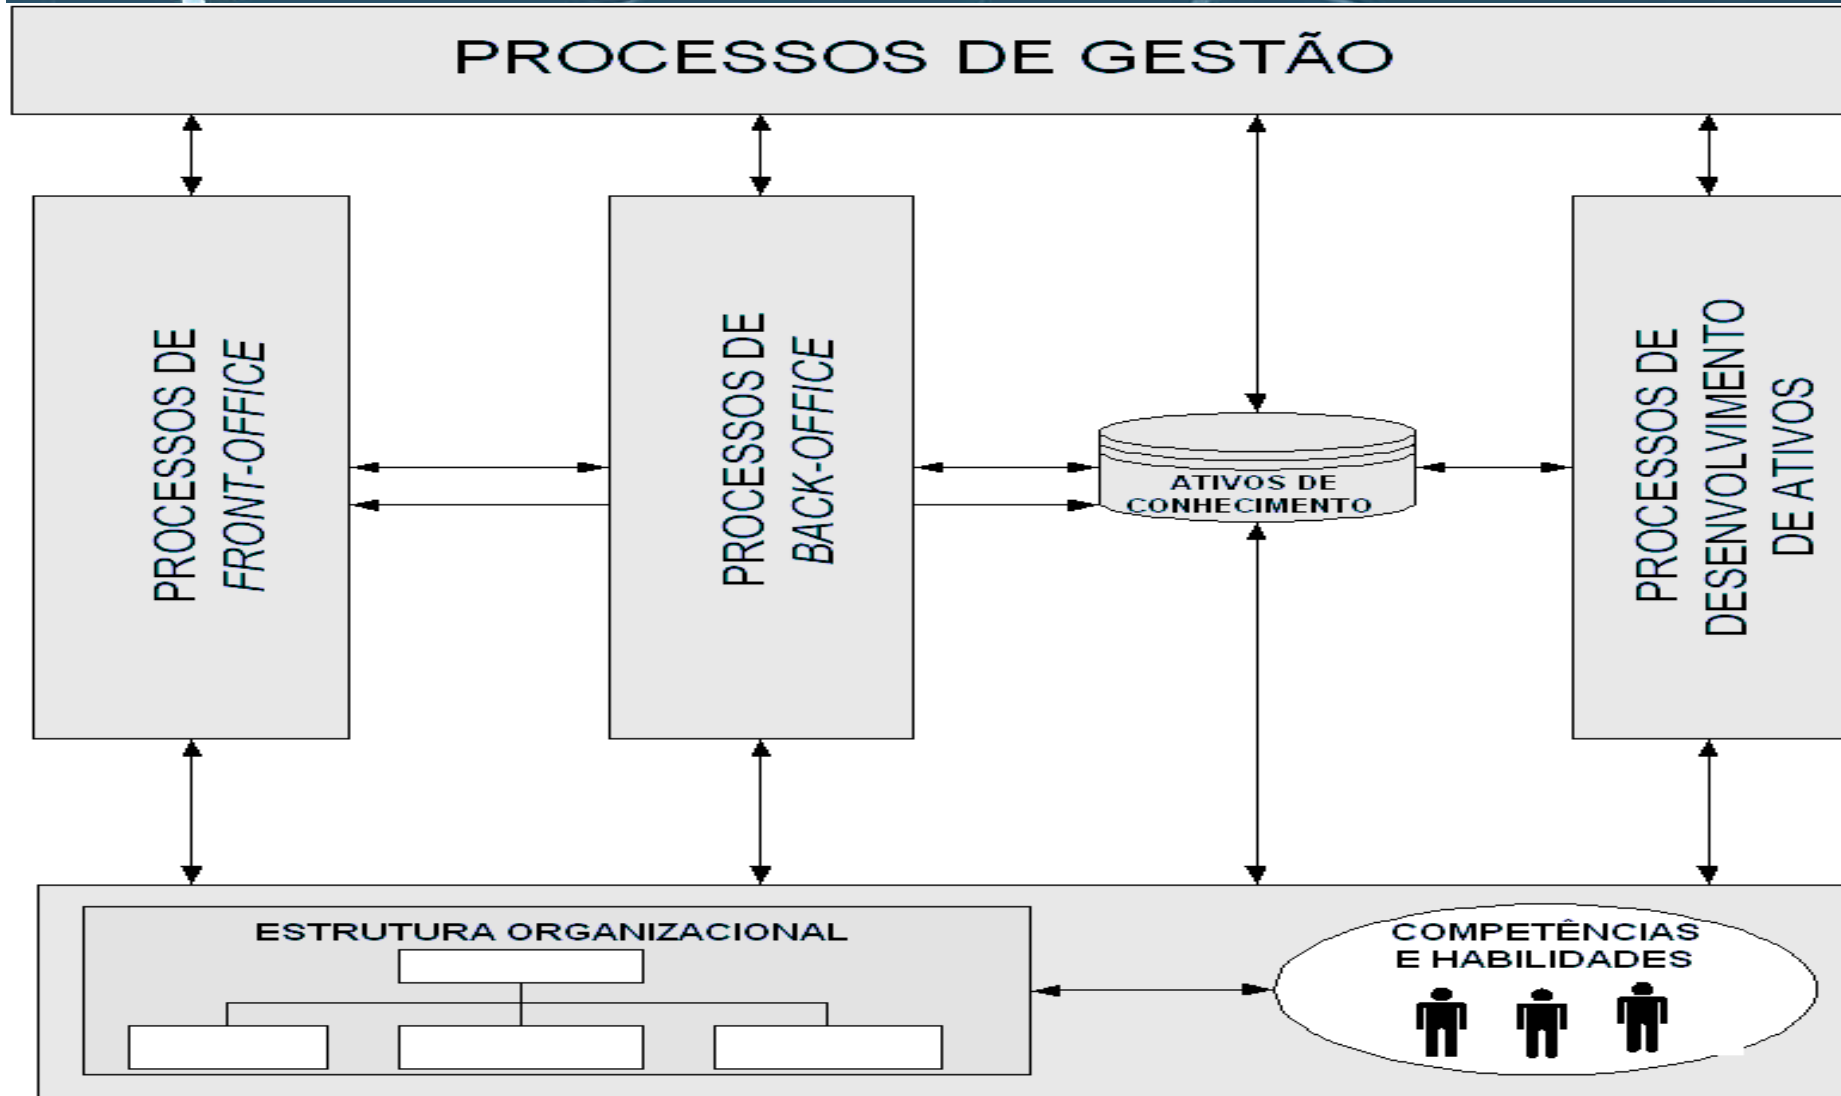 PROCESSOS DE GESTÃO
PROCESSOS DE
FRONT-OFFICE
PROCESSOS DE
BACK-OFFICE
ATIVOS DE
CONHECIMENTO
PROCESSOS DE
DESENVOLVIMENTO
DE ATIVOS
ESTRUTURA ORGANIZACIONAL
COMPETÊNCIAS
E HABILIDADES